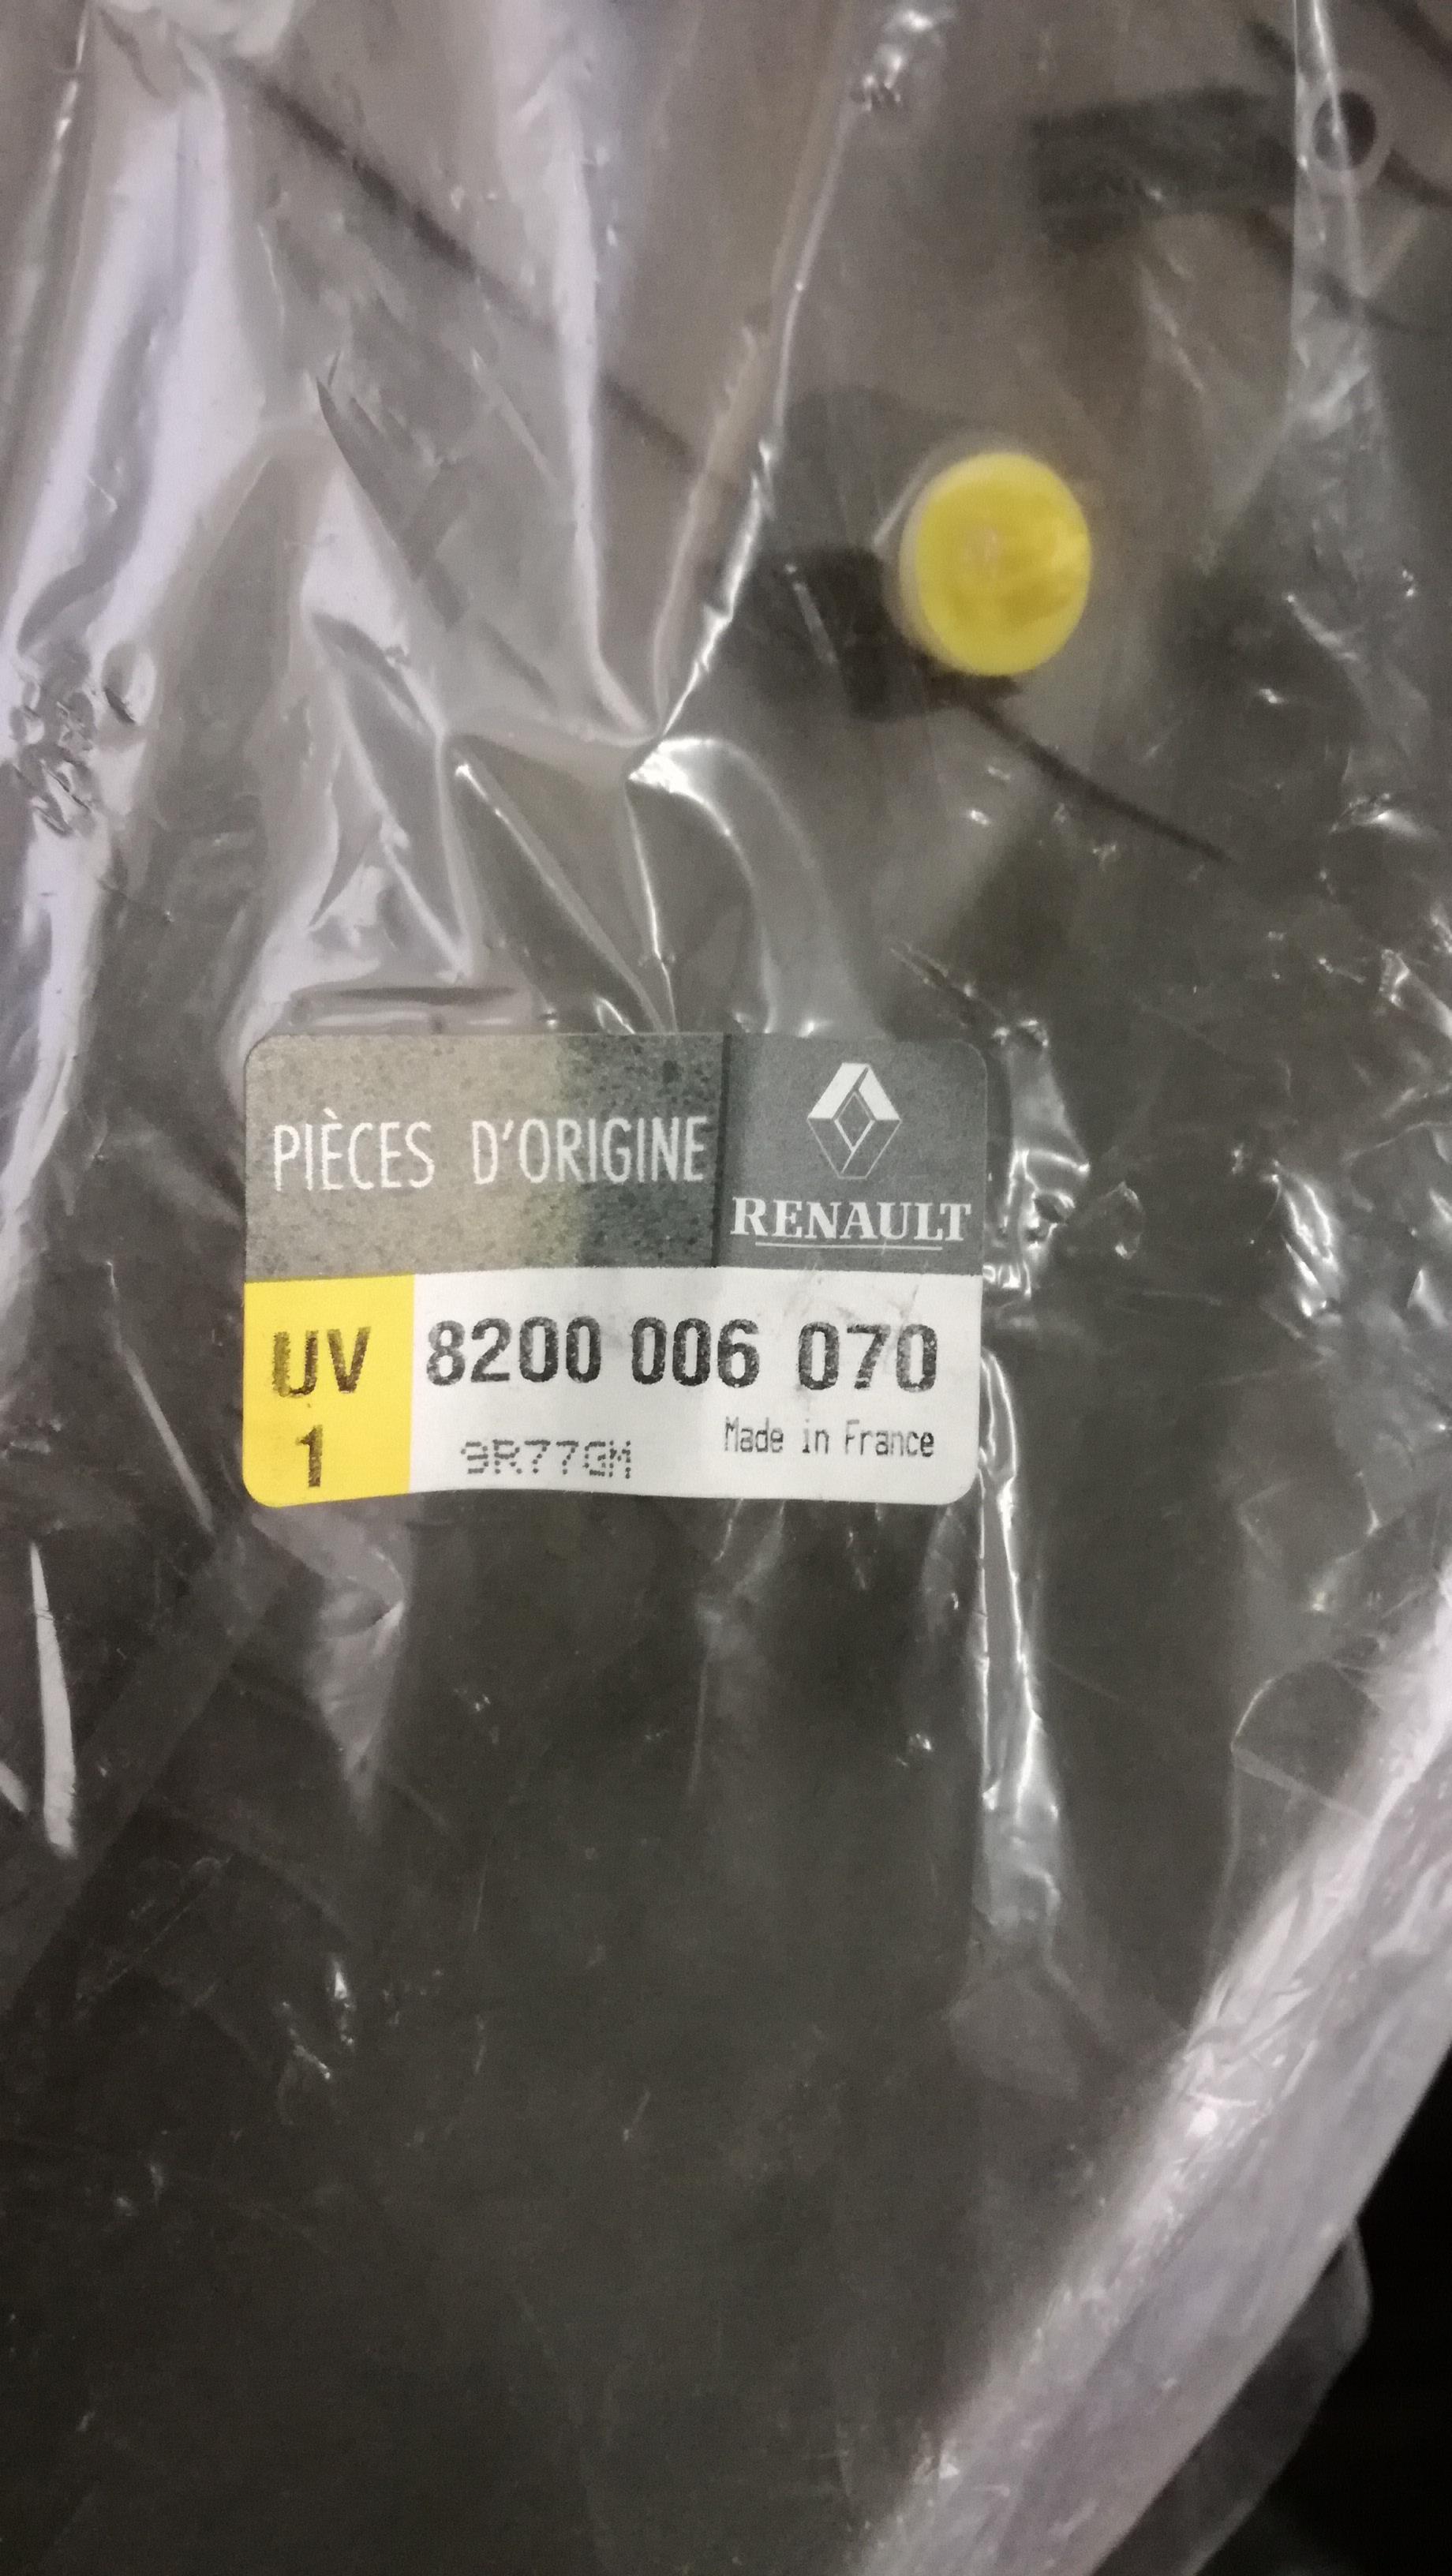 PIÈCES D'ORIGINE
RENAULT
UV 8200 006 070
1 9R77GM Made in France